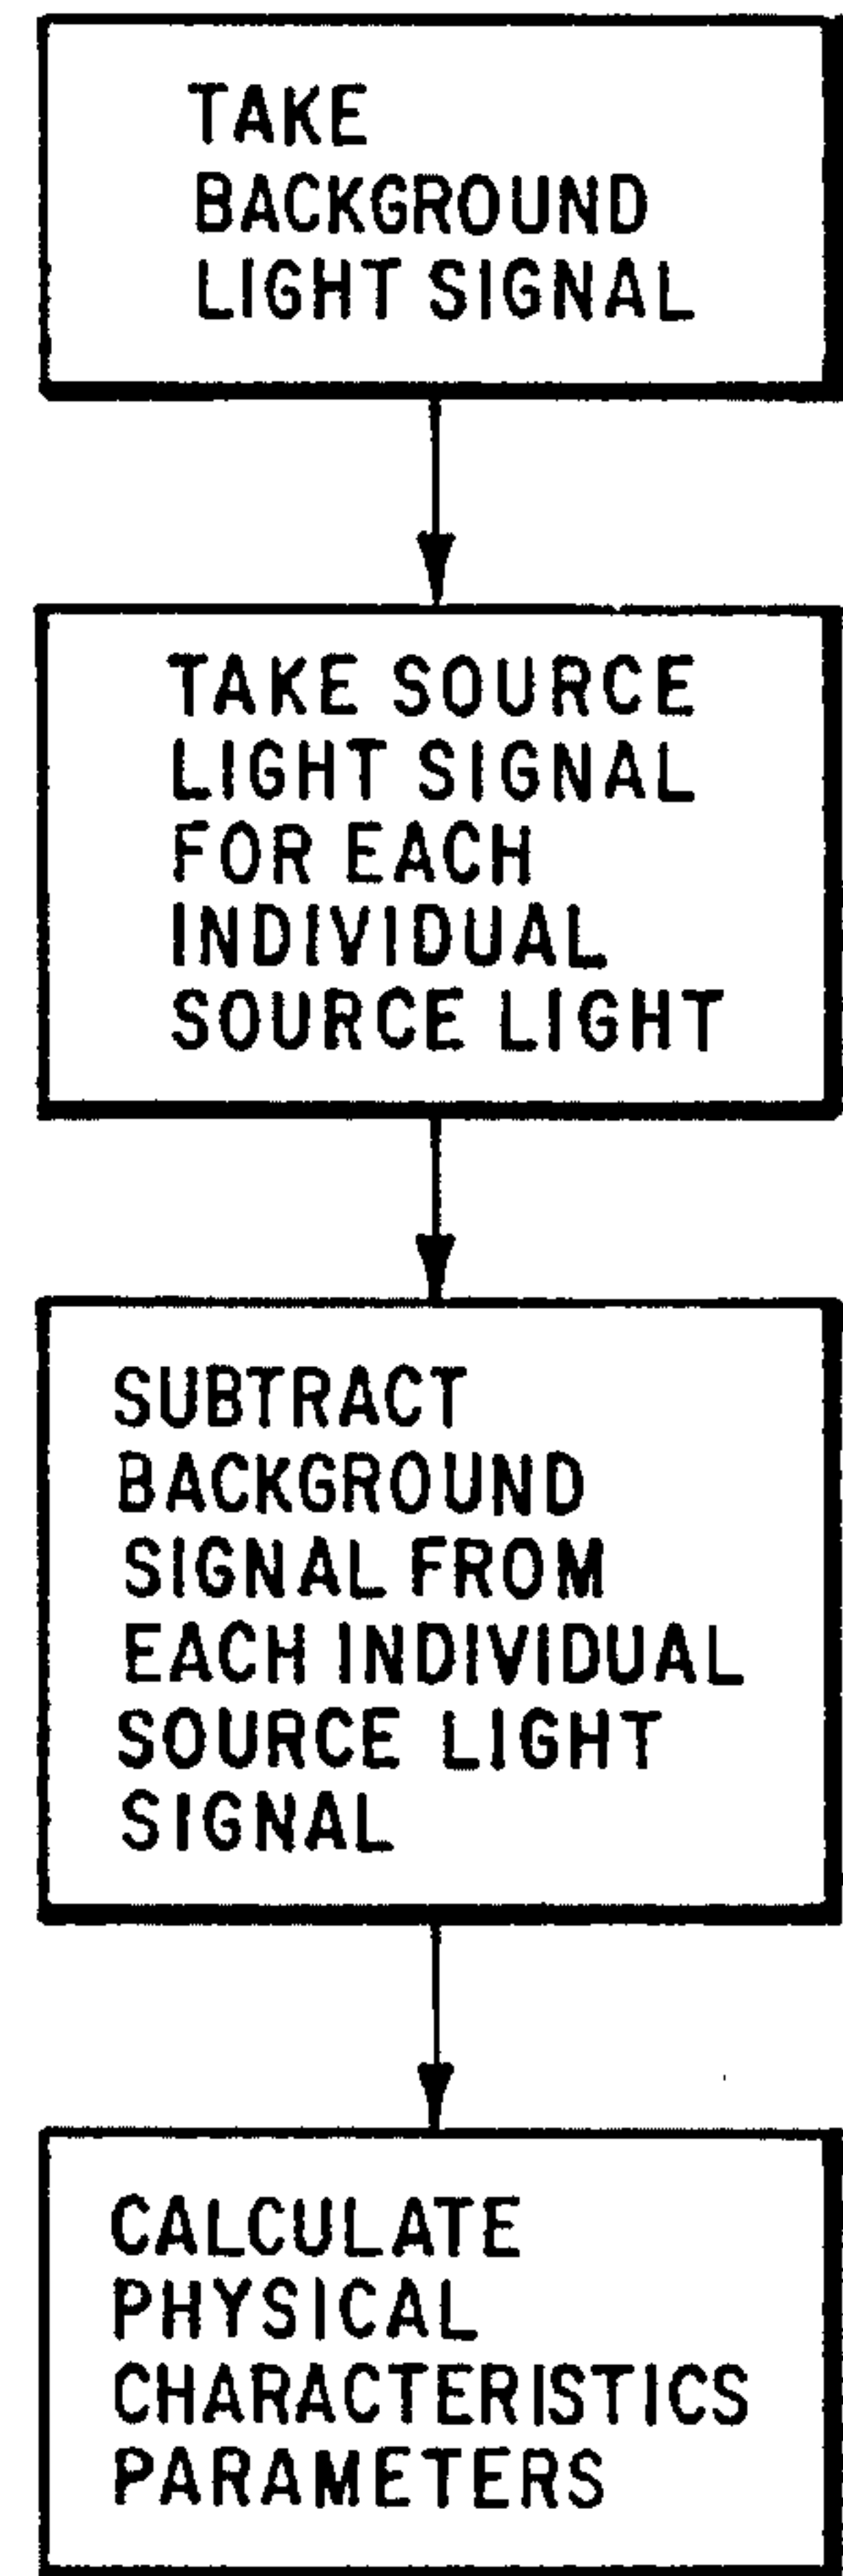 TAKE
BACKGROUND
LIGHT SIGNAL
TAKE SOURCE
LIGHT SIGNAL
FOR EACH
INDIVIDUAL
SOURCE LIGHT
SUBTRACT
BACKGROUND
SIGNAL FROM
EACH INDIVIDUAL
SOURCE LIGHT
SIGNAL
CALCULATE
PHYSICAL
CHARACTERISTICS
PARAMETERS